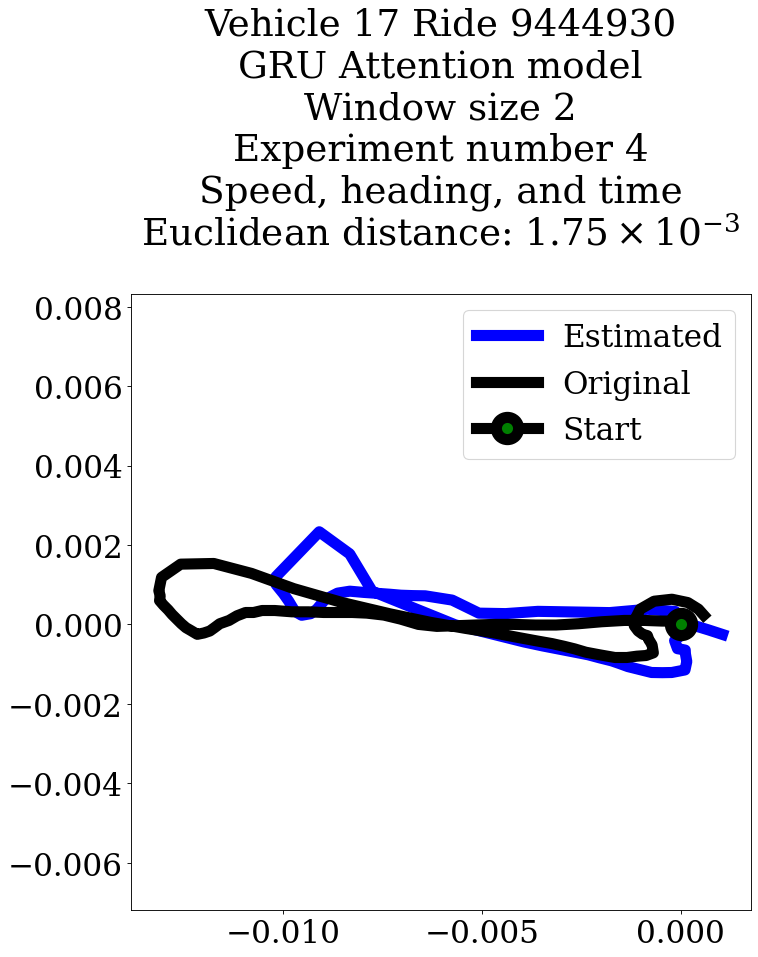 Vehicle 17 Ride 9444930
GRU Attention model
Window size 2
Experiment number 4
Speed, heading, and time
Euclidean distance: 1.75 × 10⁻³
Estimated
Original
Start
0.008
0.006
0.004
0.002
0.000
−0.002
−0.004
−0.006
−0.010 −0.005 0.000